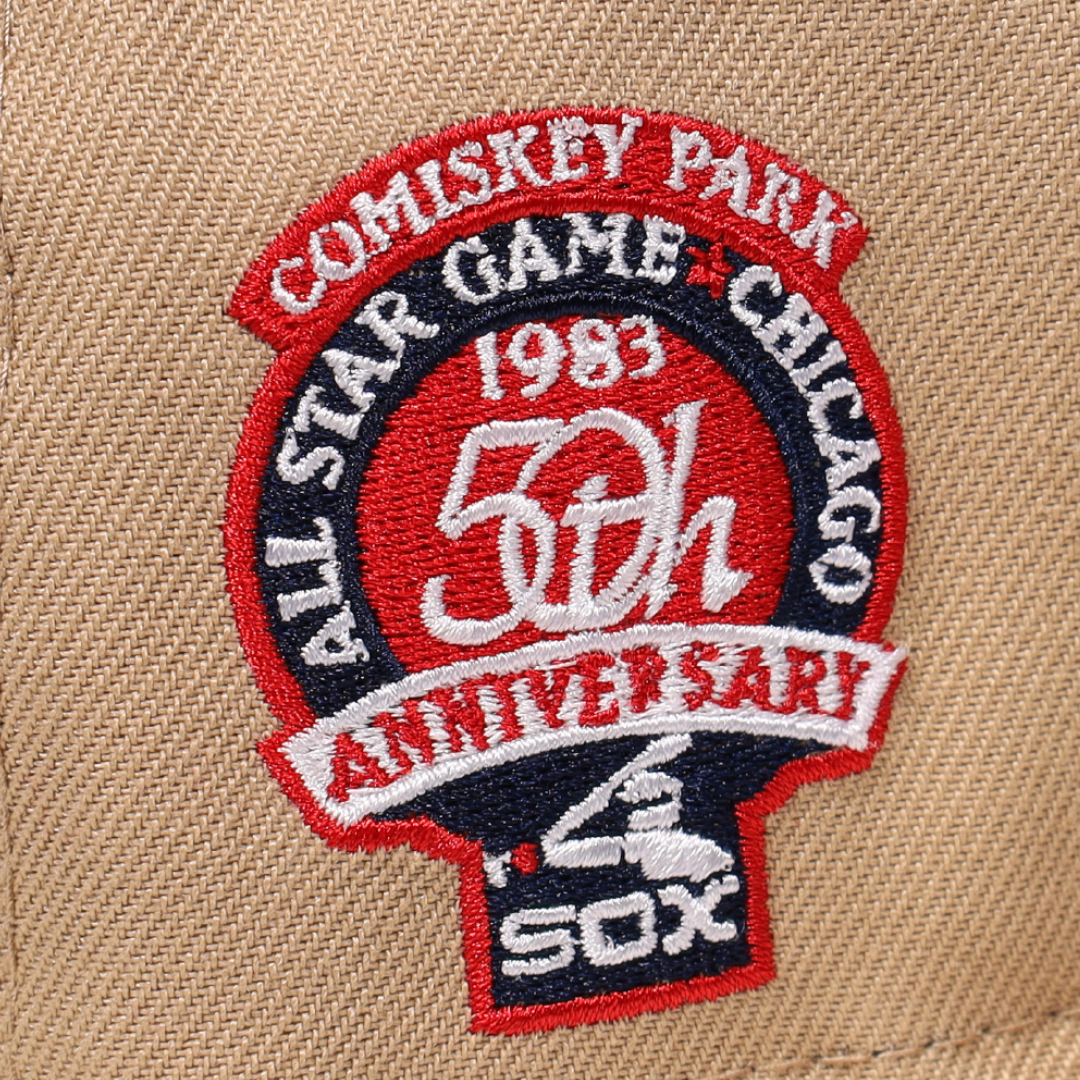 COMISKEY PARK
ALL STAR GAME★CHICAGO
1983
50th
ANNIVERSARY
SOX